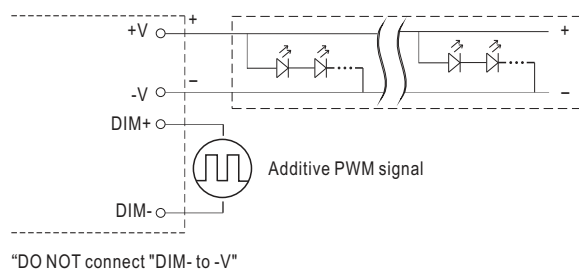 +V
+
-V
−
+
−
DIM+
Additive PWM signal
DIM-
“DO NOT connect "DIM- to -V"